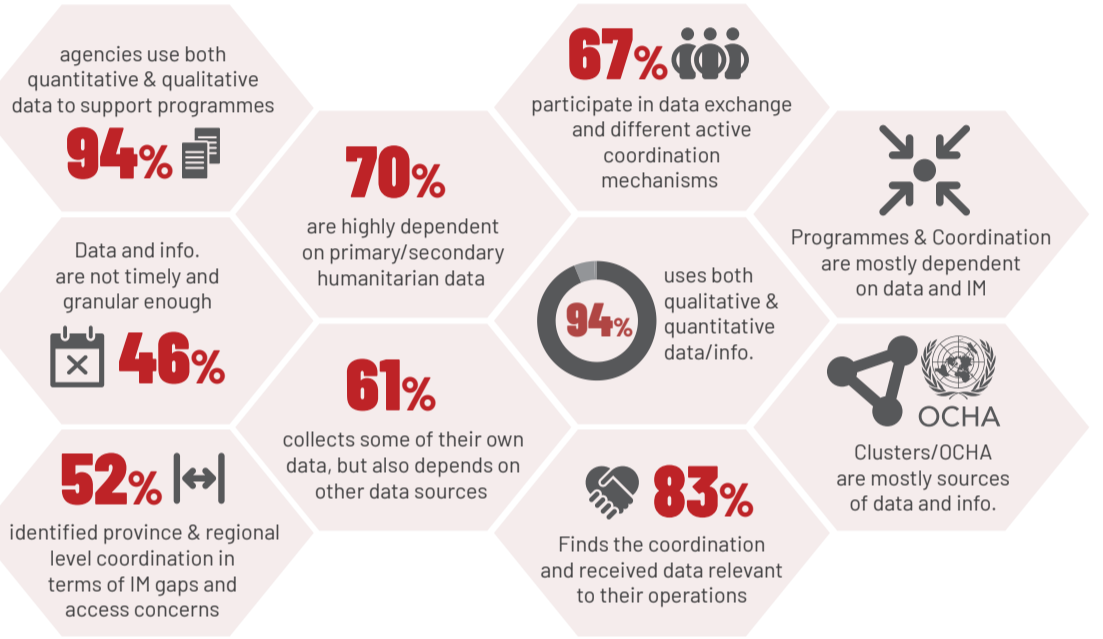 agencies use both
quantitative & qualitative
data to support programmes
94%
Data and info.
are not timely and
granular enough
46%
52%
identified province & regional
level coordination in
terms of IM gaps and
access concerns
70%
are highly dependent
on primary/secondary
humanitarian data
61%
collects some of their own
data, but also depends on
other data sources
67%
participate in data exchange
and different active
coordination
mechanisms
94%
uses both
qualitative &
quantitative
data/info.
83%
Finds the coordination
and received data relevant
to their operations
Programmes & Coordination
are mostly dependent
on data and IM
OCHA
Clusters/OCHA
are mostly sources
of data and info.